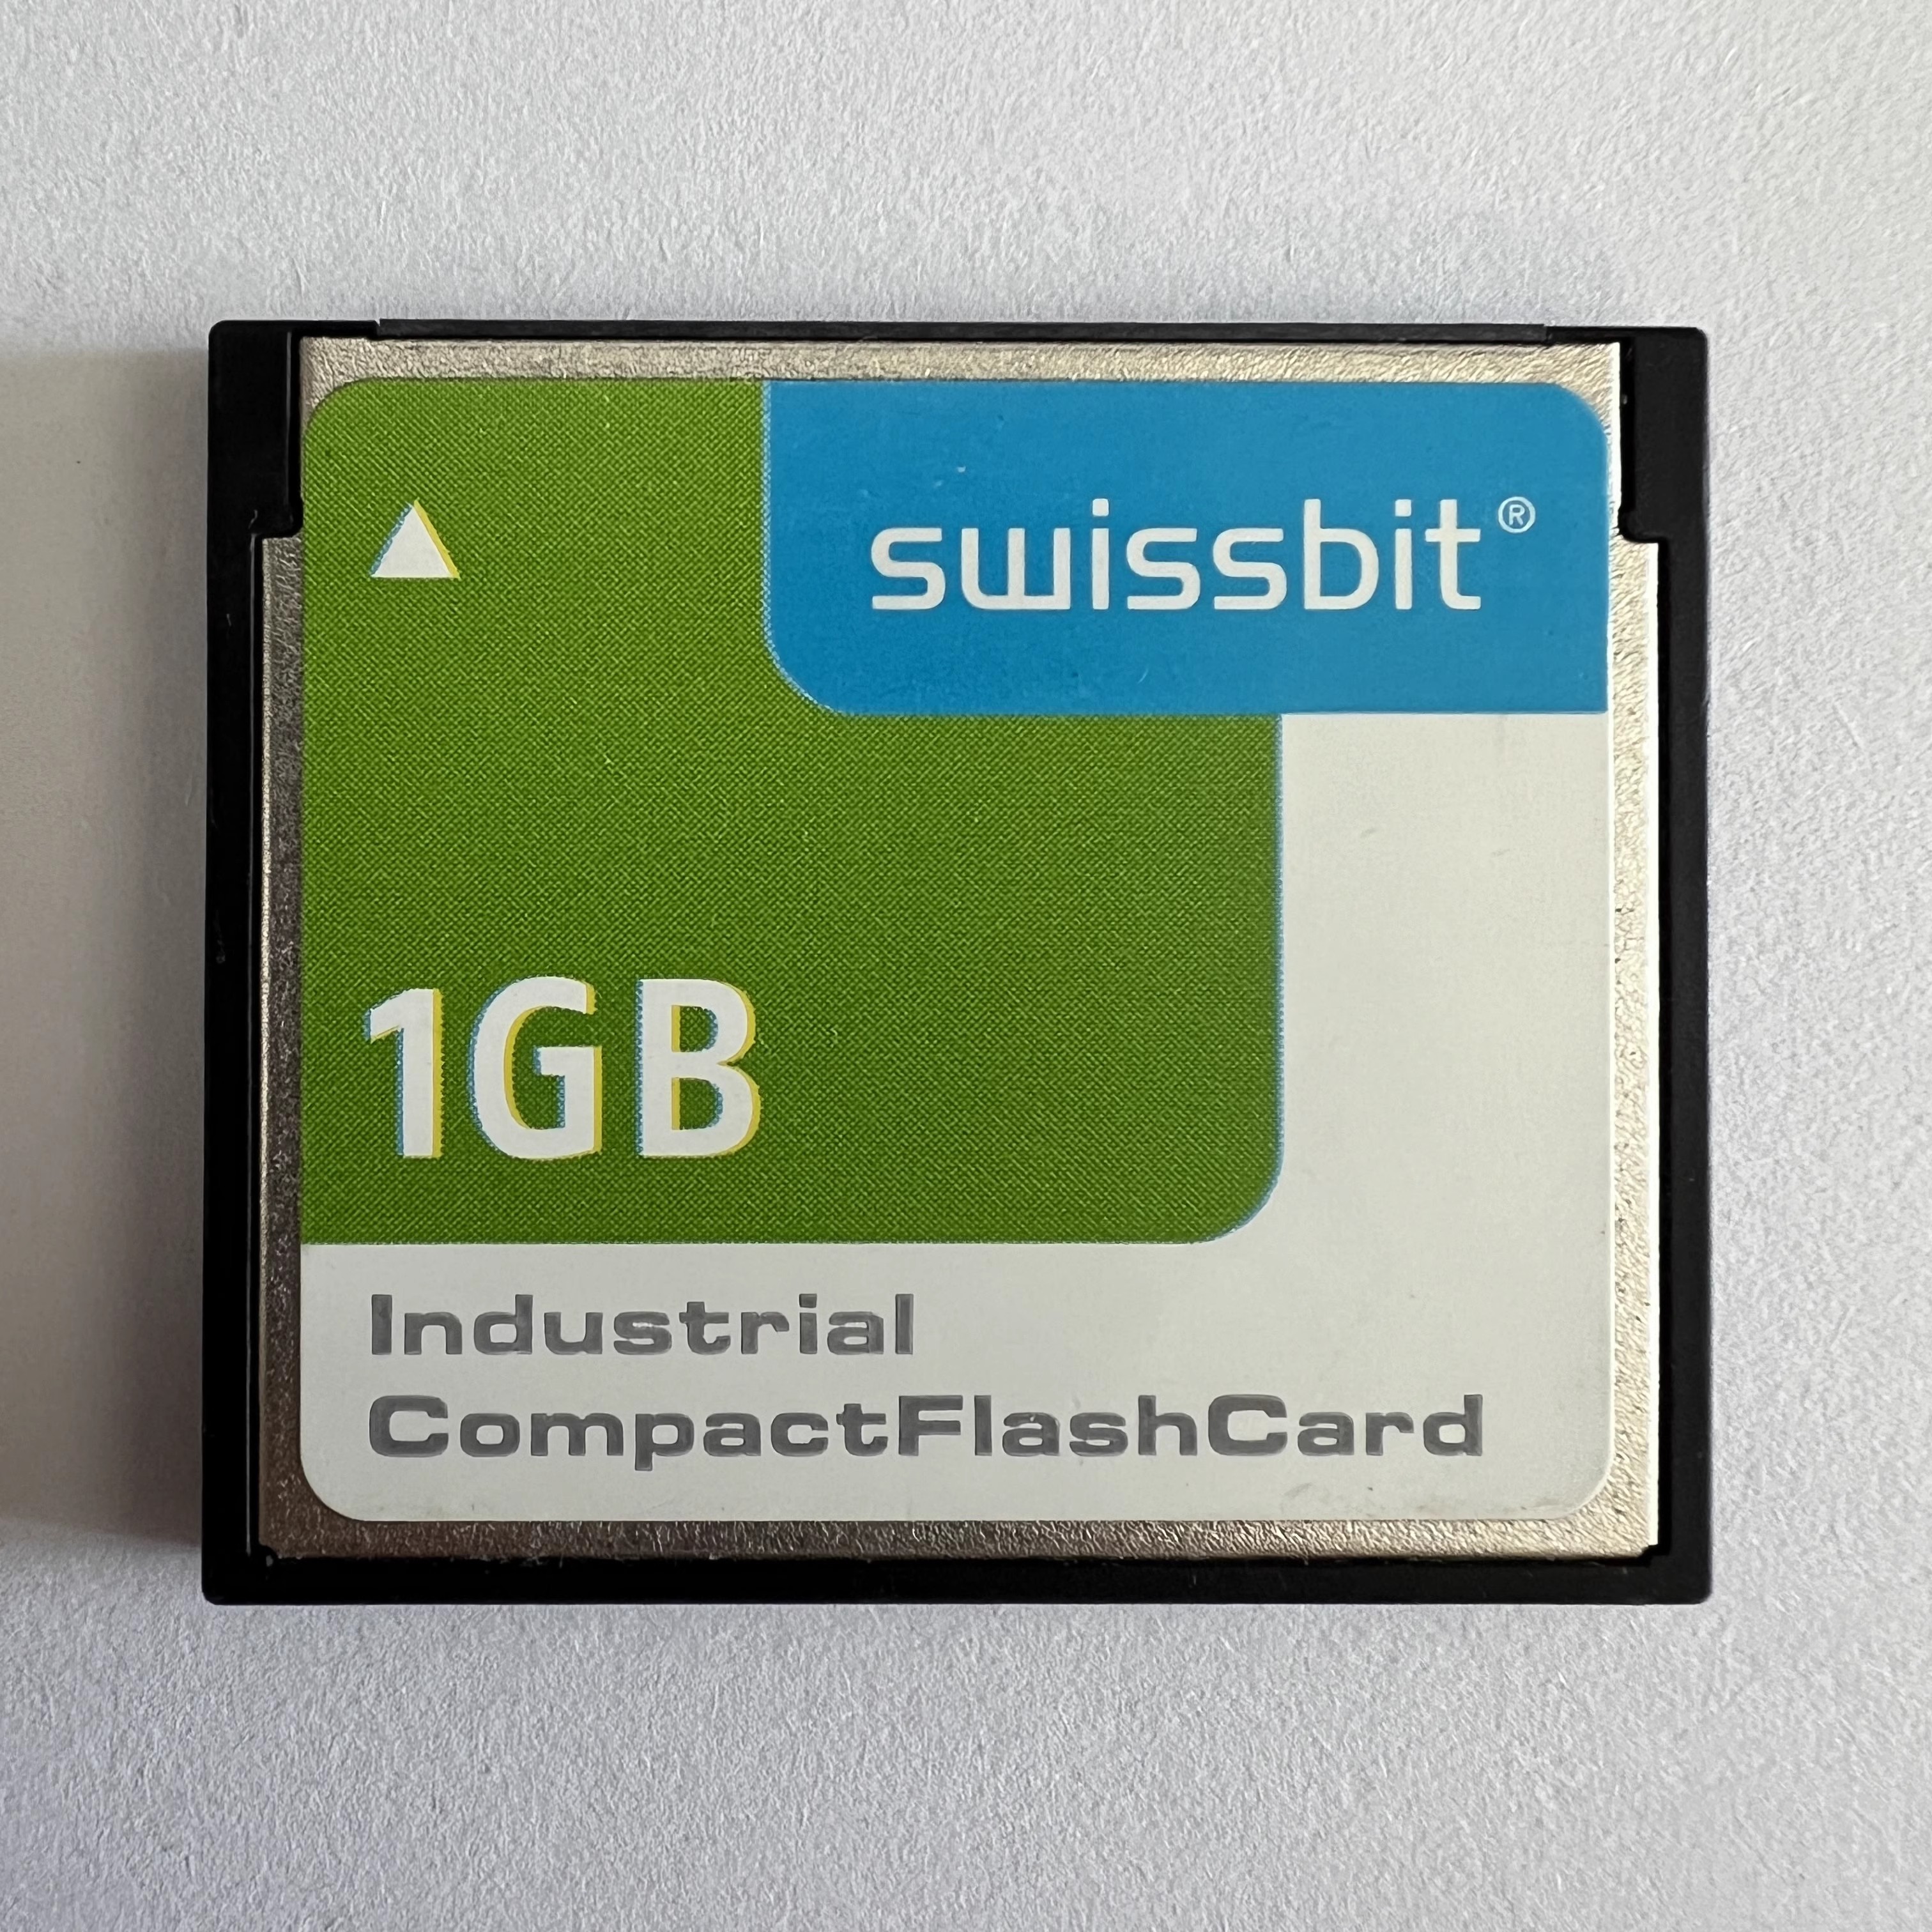 swissbit®
1GB
Industrial
CompactFlashCard